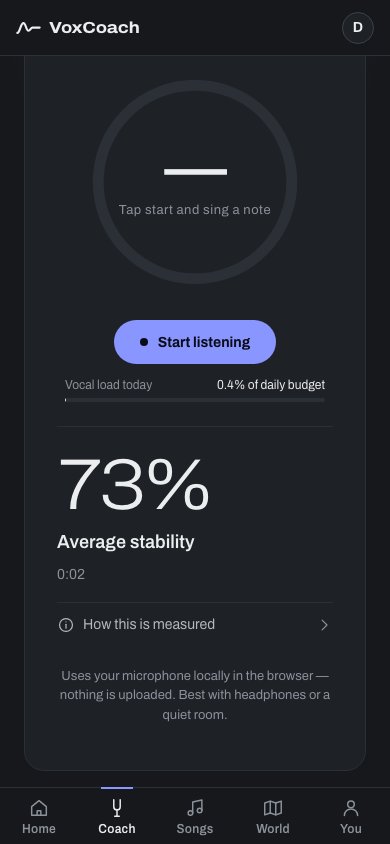 VoxCoach
D
—
Tap start and sing a note
Start listening
Vocal load today 0.4% of daily budget
73%
Average stability
0:02
How this is measured
Uses your microphone locally in the browser —
nothing is uploaded. Best with headphones or a
quiet room.
Home Coach Songs World You